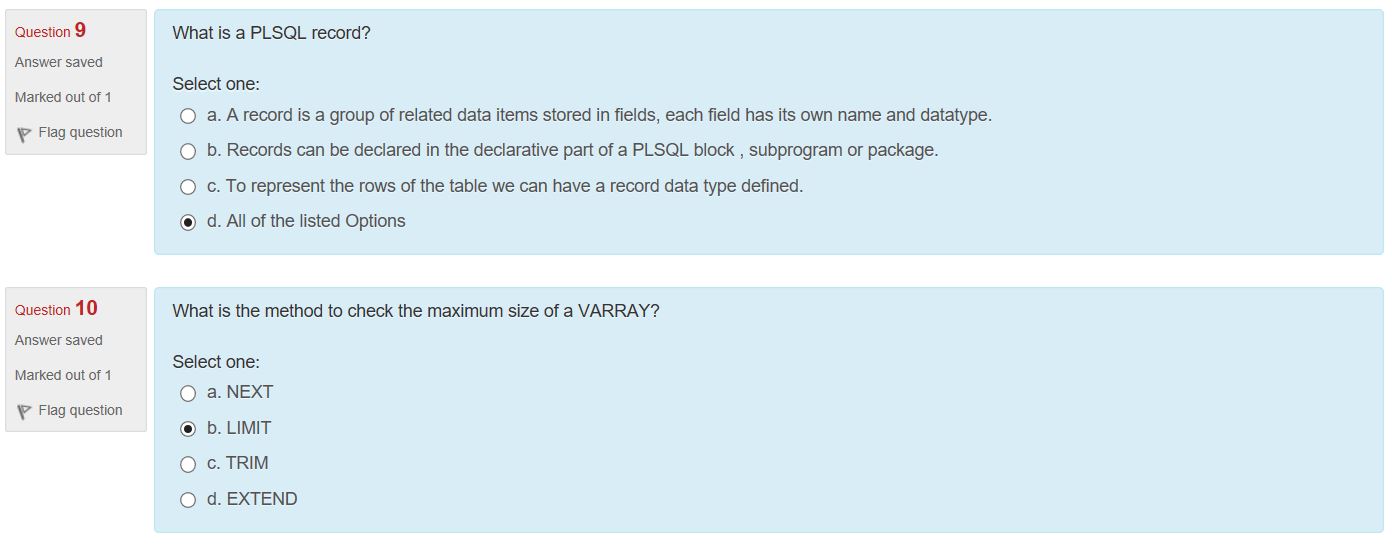 Question 9
Answer saved
Marked out of 1
Flag question
What is a PLSQL record?
Select one:
a. A record is a group of related data items stored in fields, each field has its own name and datatype.
b. Records can be declared in the declarative part of a PLSQL block , subprogram or package.
c. To represent the rows of the table we can have a record data type defined.
d. All of the listed Options
Question 10
Answer saved
Marked out of 1
Flag question
What is the method to check the maximum size of a VARRAY?
Select one:
a. NEXT
b. LIMIT
c. TRIM
d. EXTEND